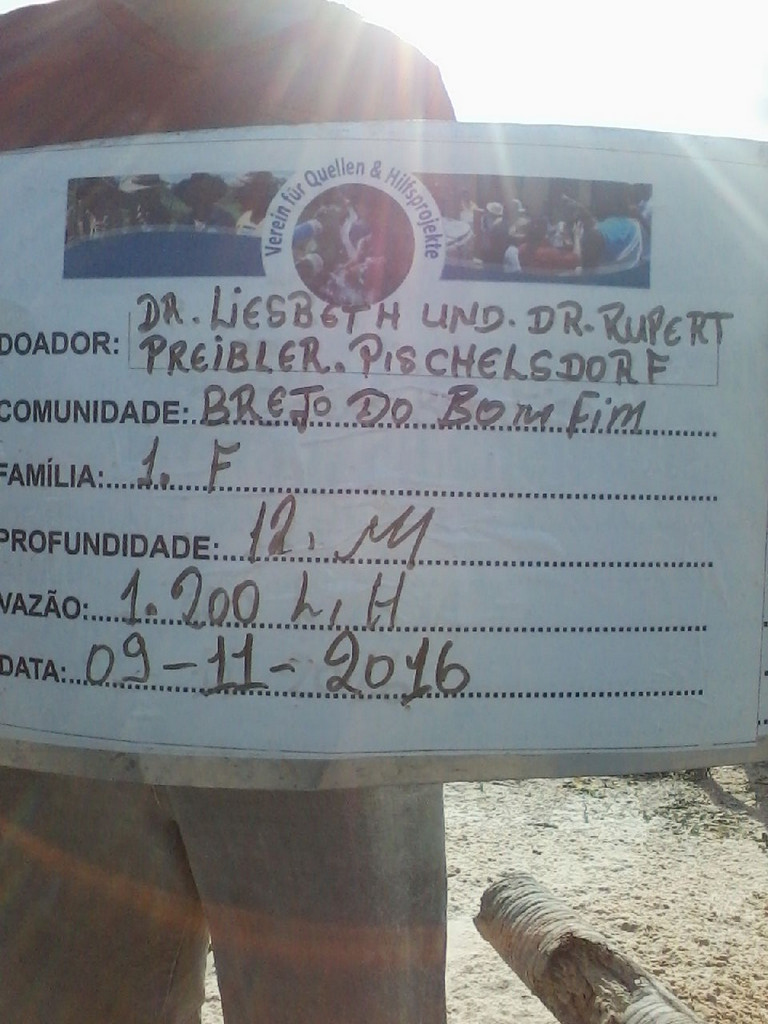 Verein für Quellen & Hilfsprojekte
DR. LIESBETH UND. DR. RUPERT
DOADOR: PREIBLER. PISCHELSDORF
COMUNIDADE: BREJO DO BOM FIM
FAMÍLIA: 1. F
PROFUNDIDADE: 12. M
VAZÃO: 1.200 L, H
DATA: 09-11-2016